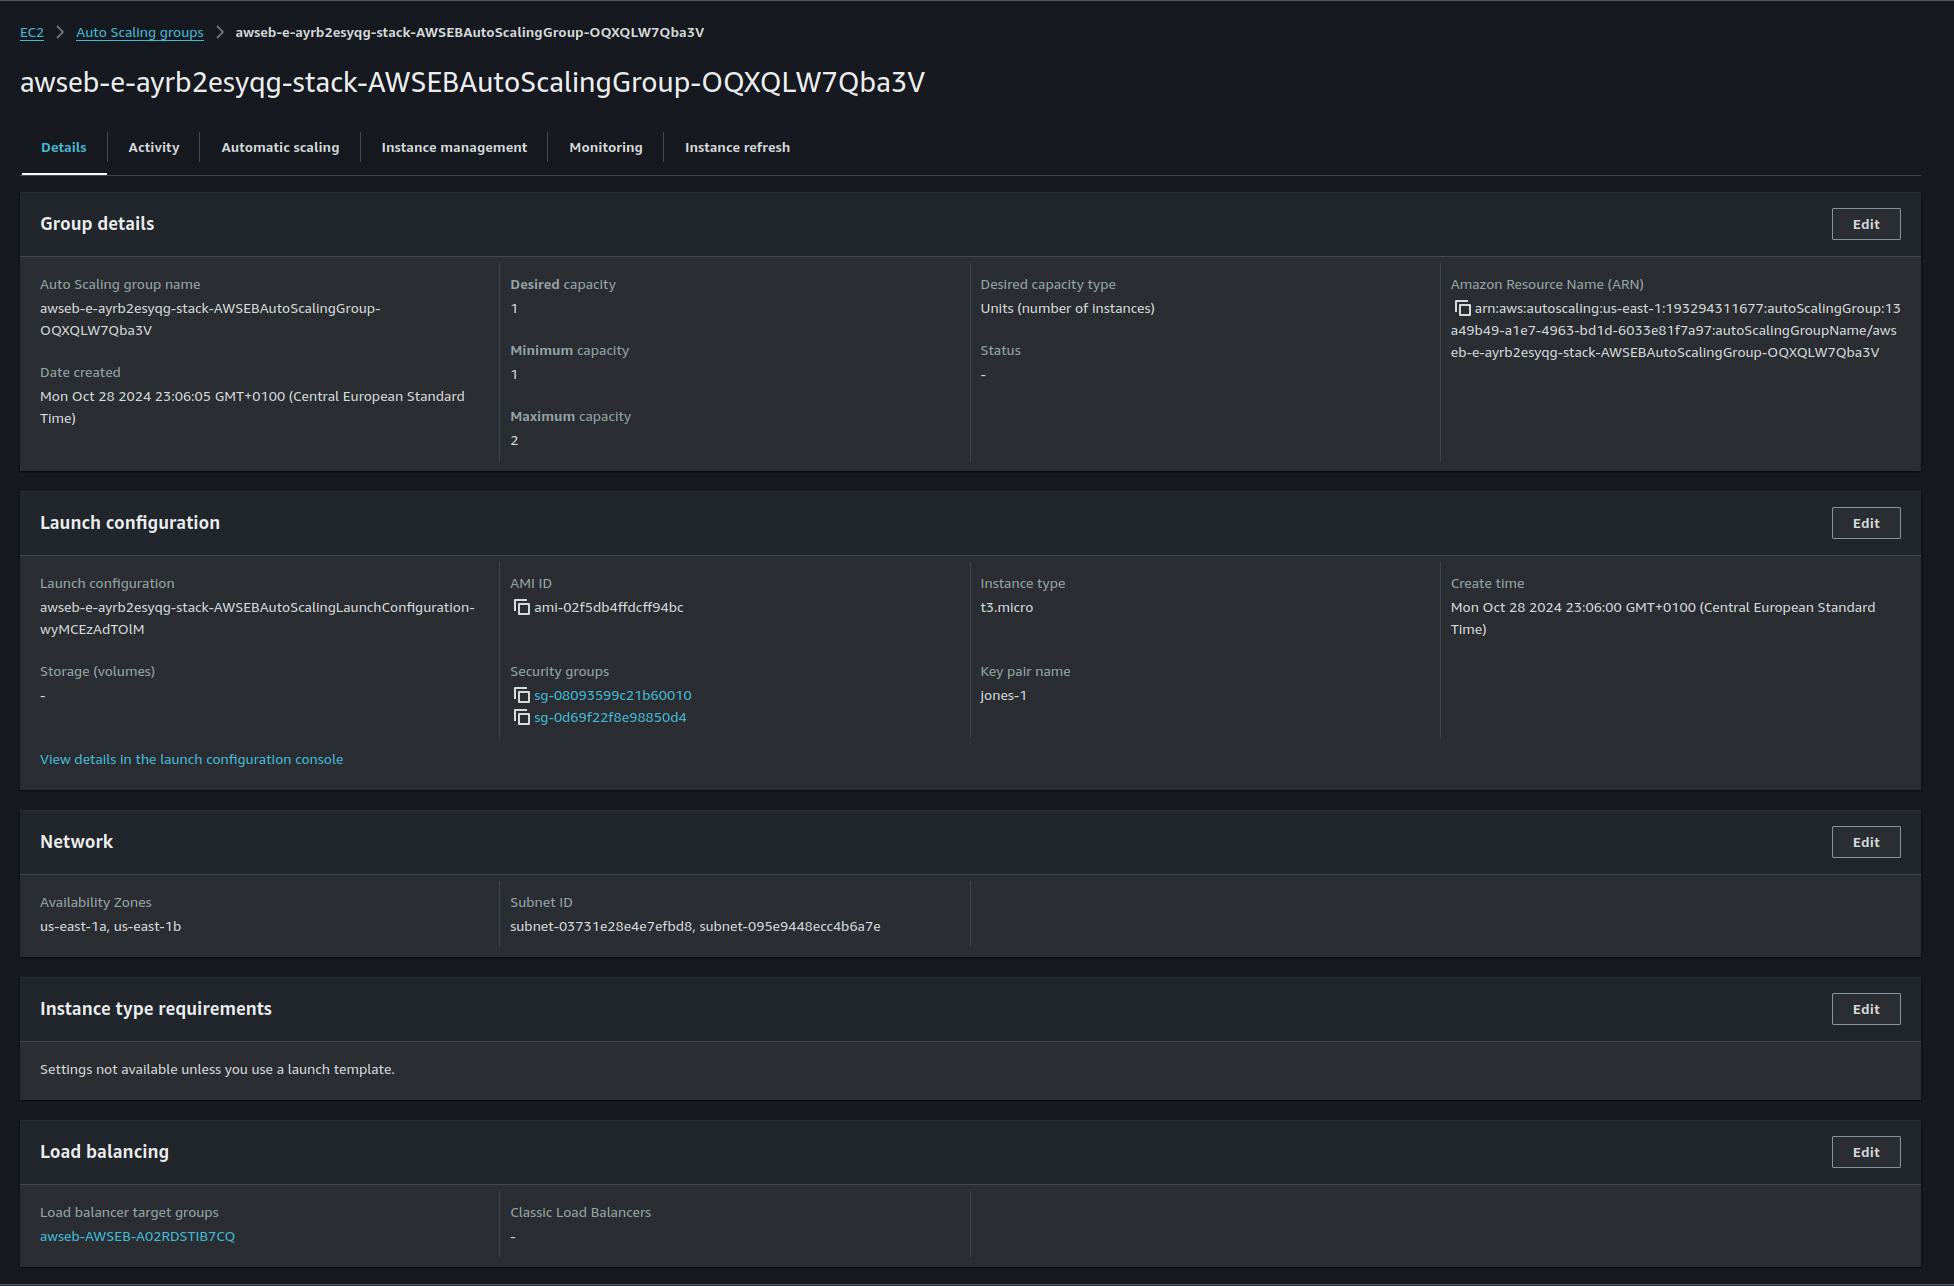 EC2 > Auto Scaling groups > awseb-e-ayrb2esyqg-stack-AWSEBAutoScalingGroup-OQXQLW7Qba3V
awseb-e-ayrb2esyqg-stack-AWSEBAutoScalingGroup-OQXQLW7Qba3V
Details
Activity
Automatic scaling
Instance management
Monitoring
Instance refresh
Group details
Edit
Auto Scaling group name
awseb-e-ayrb2esyqg-stack-AWSEBAutoScalingGroup-
OQXQLW7Qba3V
Date created
Mon Oct 28 2024 23:06:05 GMT+0100 (Central European Standard
Time)
Desired capacity
1
Minimum capacity
1
Maximum capacity
2
Desired capacity type
Units (number of instances)
Status
-
Amazon Resource Name (ARN)
arn:aws:autoscaling:us-east-1:193294311677:autoScalingGroup:13
a49b49-a1e7-4963-bd1d-6033e81f7a97:autoScalingGroupName/aws
eb-e-ayrb2esyqg-stack-AWSEBAutoScalingGroup-OQXQLW7Qba3V
Launch configuration
Edit
Launch configuration
awseb-e-ayrb2esyqg-stack-AWSEBAutoScalingLaunchConfiguration-
wyMCEzAdTOlM
Storage (volumes)
-
AMI ID
ami-02f5db4ffdcff94bc
Security groups
sg-08093599c21b60010
sg-0d69f22f8e98850d4
Instance type
t3.micro
Key pair name
jones-1
Create time
Mon Oct 28 2024 23:06:00 GMT+0100 (Central European Standard
Time)
View details in the launch configuration console
Network
Edit
Availability Zones
us-east-1a, us-east-1b
Subnet ID
subnet-03731e28e4e7efbd8, subnet-095e9448ecc4b6a7e
Instance type requirements
Edit
Settings not available unless you use a launch template.
Load balancing
Edit
Load balancer target groups
awseb-AWSEB-A02RDSTIB7CQ
Classic Load Balancers
-